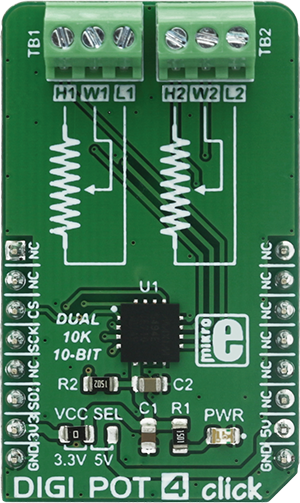 TB1
TB2
H1 W1 L1
H2 W2 L2
U1
NC
NC
CS
SCK
NC
SDI
3V3
GND
NC
NC
NC
NC
NC
NC
5V
GND
DUAL
10K
10-BIT
mikro
e
R2
1502
C2
VCC SEL
3.3V 5V
C1
R1
PWR
DIGI POT 4 click